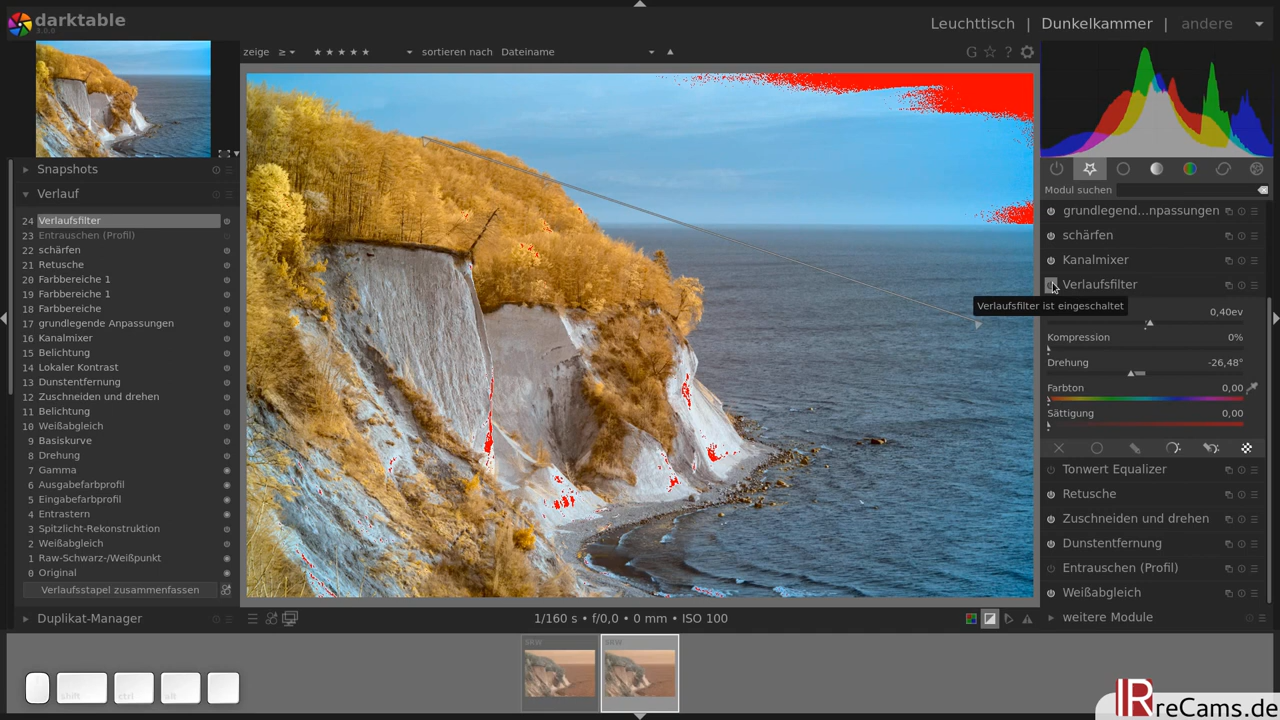 darktable
3.0.0
Leuchttisch | Dunkelkammer | andere
zeige ≥ ★ ★ ★ ★ ★ sortieren nach Dateiname
Modul suchen
Snapshots
Verlauf
24 Verlaufsfilter
23 Entrauschen (Profil)
22 schärfen
21 Retusche
20 Farbbereiche 1
19 Farbbereiche 1
18 Farbbereiche
17 grundlegende Anpassungen
16 Kanalmixer
15 Belichtung
14 Lokaler Kontrast
13 Dunstentfernung
12 Zuschneiden und drehen
11 Belichtung
10 Weißabgleich
9 Basiskurve
8 Drehung
7 Gamma
6 Ausgabefarbprofil
5 Eingabefarbprofil
4 Entrastern
3 Spitzlicht-Rekonstruktion
2 Weißabgleich
1 Raw-Schwarz-/Weißpunkt
0 Original
Verlaufsstapel zusammenfassen
Duplikat-Manager
grundlegend...npassungen
schärfen
Kanalmixer
Verlaufsfilter
Verlaufsfilter ist eingeschaltet
0,40ev
Kompression 0%
Drehung -26,48°
Farbton 0,00
Sättigung 0,00
Tonwert Equalizer
Retusche
Zuschneiden und drehen
Dunstentfernung
Entrauschen (Profil)
Weißabgleich
weitere Module
1/160 s • f/0,0 • 0 mm • ISO 100
SRW
SRW
shift
ctrl
alt
IRreCams.de